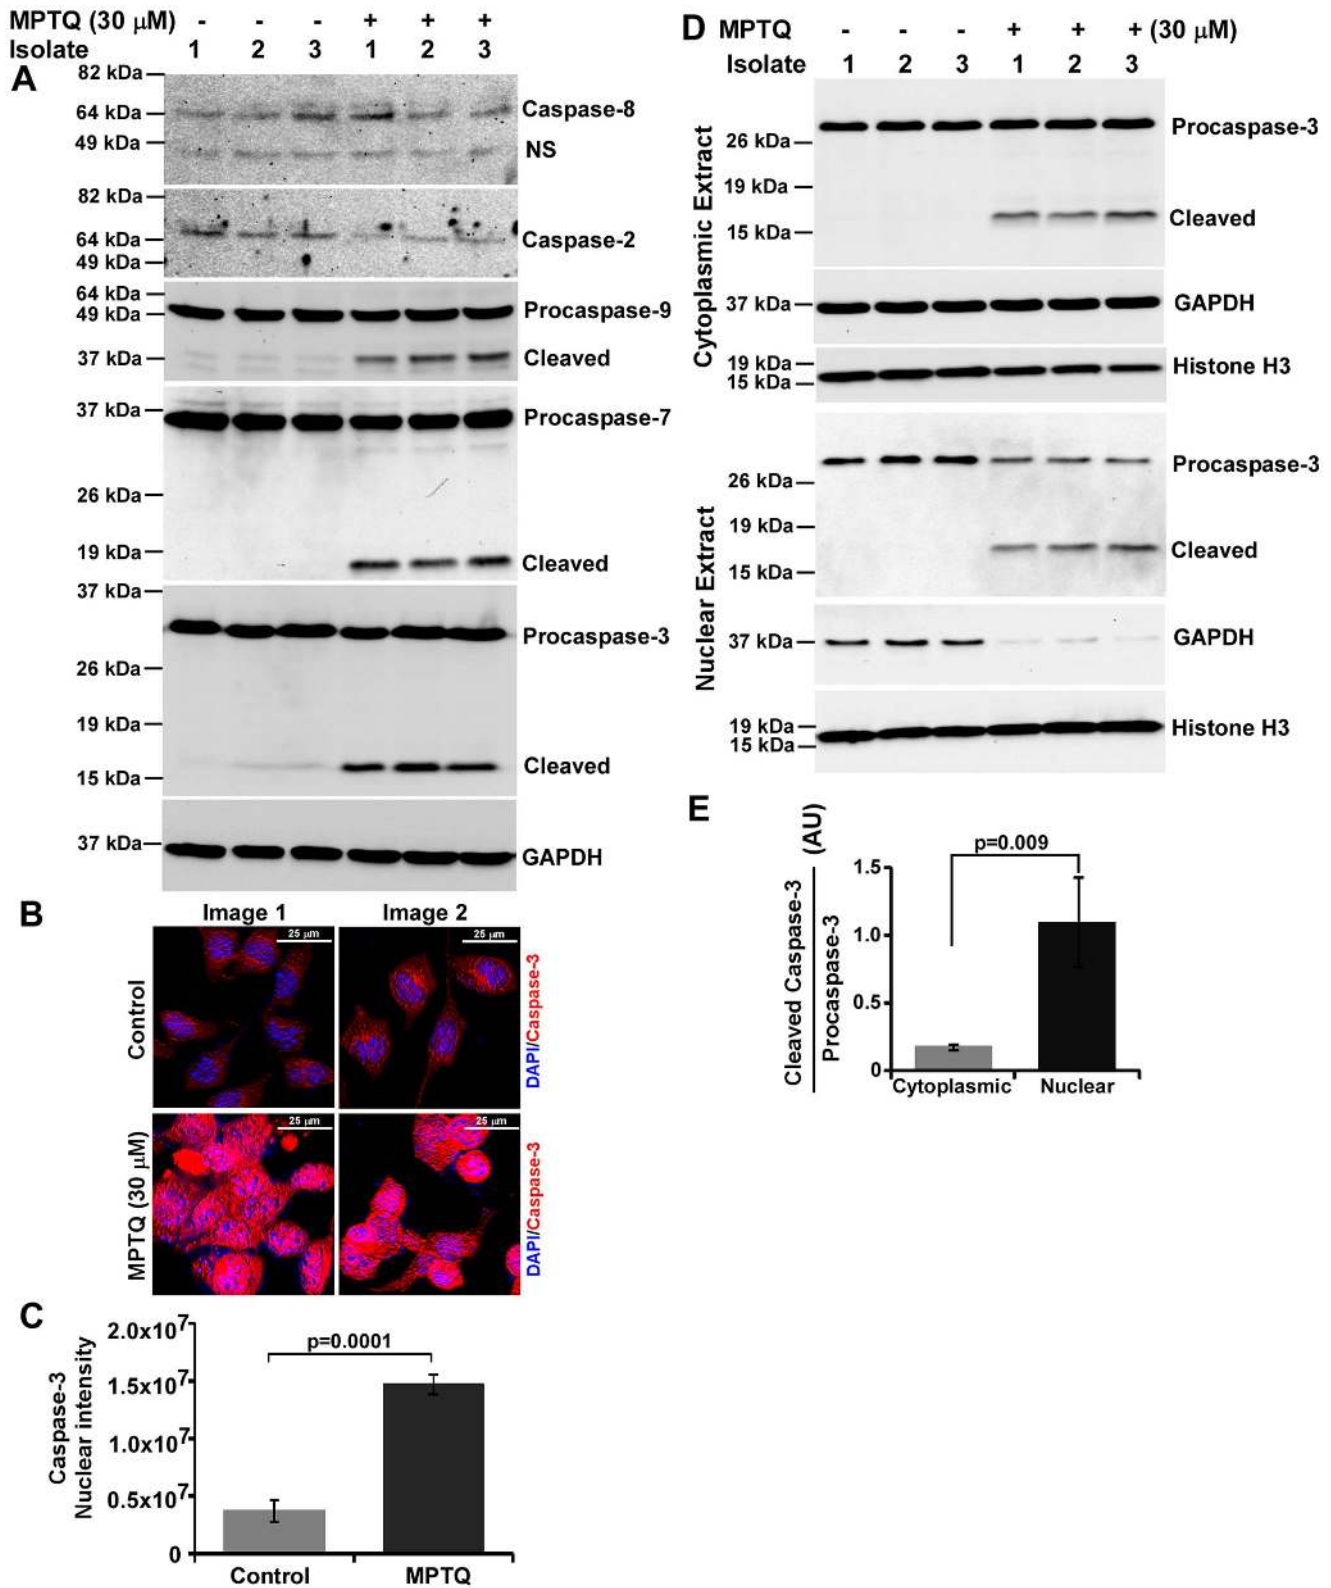 MPTQ (30 μM) - - - + + +
Isolate 1 2 3 1 2 3
A
82 kDa
64 kDa
49 kDa
Caspase-8
NS
82 kDa
64 kDa
49 kDa
Caspase-2
64 kDa
49 kDa
37 kDa
Procaspase-9
Cleaved
37 kDa
26 kDa
19 kDa
Procaspase-7
Cleaved
37 kDa
26 kDa
19 kDa
15 kDa
Procaspase-3
Cleaved
37 kDa
GAPDH
B
Image 1 Image 2
Control
25 μm 25 μm
DAPI/Caspase-3
MPTQ (30 μM)
25 μm 25 μm
DAPI/Caspase-3
C
Caspase-3
Nuclear intensity
2.0x10⁷
1.5x10⁷
1.0x10⁷
0.5x10⁷
0
p=0.0001
Control MPTQ
D MPTQ - - - + + + (30 μM)
Isolate 1 2 3 1 2 3
Cytoplasmic Extract
26 kDa
19 kDa
15 kDa
Procaspase-3
Cleaved
37 kDa
GAPDH
19 kDa
15 kDa
Histone H3
Nuclear Extract
26 kDa
19 kDa
15 kDa
Procaspase-3
Cleaved
37 kDa
GAPDH
19 kDa
15 kDa
Histone H3
E
Cleaved Caspase-3
Procaspase-3
(AU)
1.5
1.0
0.5
0
p=0.009
Cytoplasmic Nuclear